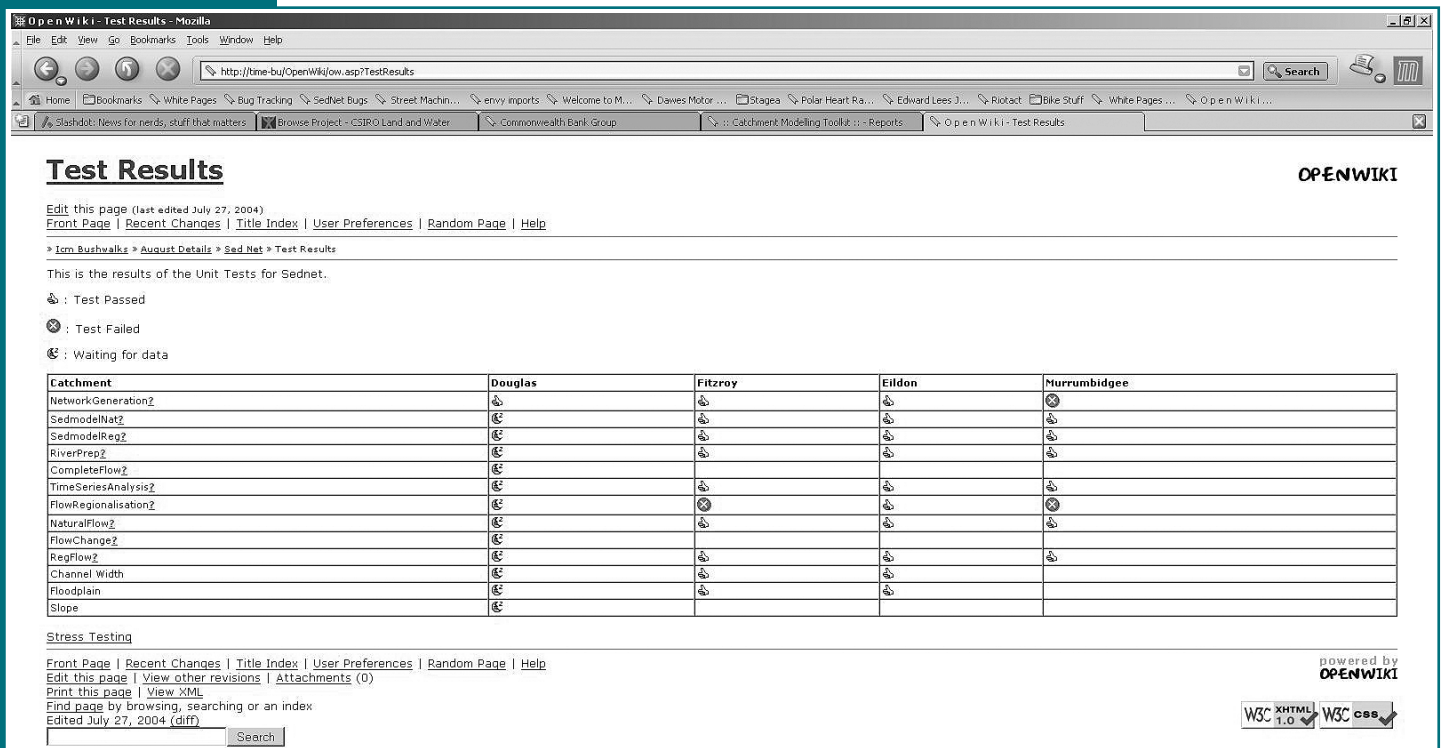 OpenWiki - Test Results - Mozilla
File Edit View Go Bookmarks Tools Window Help
http://time-bu/OpenWiki/ow.asp?TestResults Search
Home Bookmarks White Pages Bug Tracking SedNet Bugs Street Machin... envy imports Welcome to M... Dawes Motor ... Stagea Polar Heart Ra... Edward Lees J... Riotact Bike Stuff White Pages ... OpenWiki...
Slashdot: News for nerds, stuff that matters Browse Project - CSIRO Land and Water Commonwealth Bank Group :: Catchment Modelling Toolkit :: - Reports OpenWiki - Test Results
Test Results
OPENWIKI
Edit this page (last edited July 27, 2004)
Front Page | Recent Changes | Title Index | User Preferences | Random Page | Help
» Icm Bushwalks » August Details » Sed Net » Test Results
This is the results of the Unit Tests for Sednet.
: Test Passed
: Test Failed
: Waiting for data
Catchment Douglas Fitzroy Eildon Murrumbidgee
NetworkGeneration?
SedmodelNat?
SedmodelReg?
RiverPrep?
CompleteFlow?
TimeSeriesAnalysis?
FlowRegionalisation?
NaturalFlow?
FlowChange?
RegFlow?
Channel Width
Floodplain
Slope
Stress Testing
Front Page | Recent Changes | Title Index | User Preferences | Random Page | Help
Edit this page | View other revisions | Attachments (0)
Print this page | View XML
Find page by browsing, searching or an index
Edited July 27, 2004 (diff)
Search
powered by
OPENWIKI
W3C XHTML 1.0 W3C css